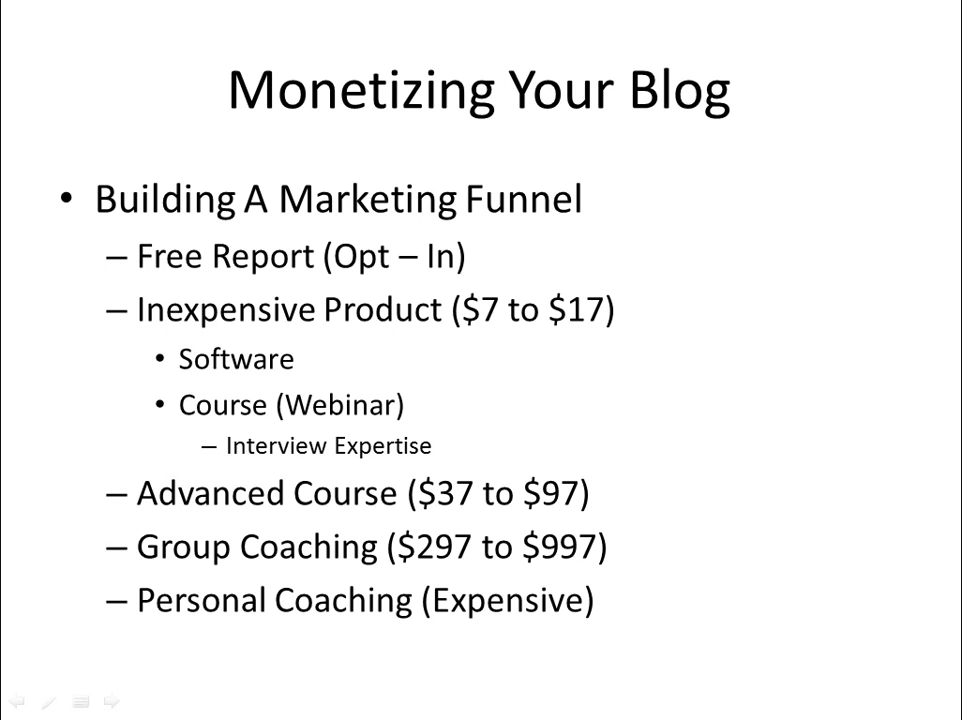 Monetizing Your Blog
• Building A Marketing Funnel
– Free Report (Opt – In)
– Inexpensive Product ($7 to $17)
• Software
• Course (Webinar)
– Interview Expertise
– Advanced Course ($37 to $97)
– Group Coaching ($297 to $997)
– Personal Coaching (Expensive)